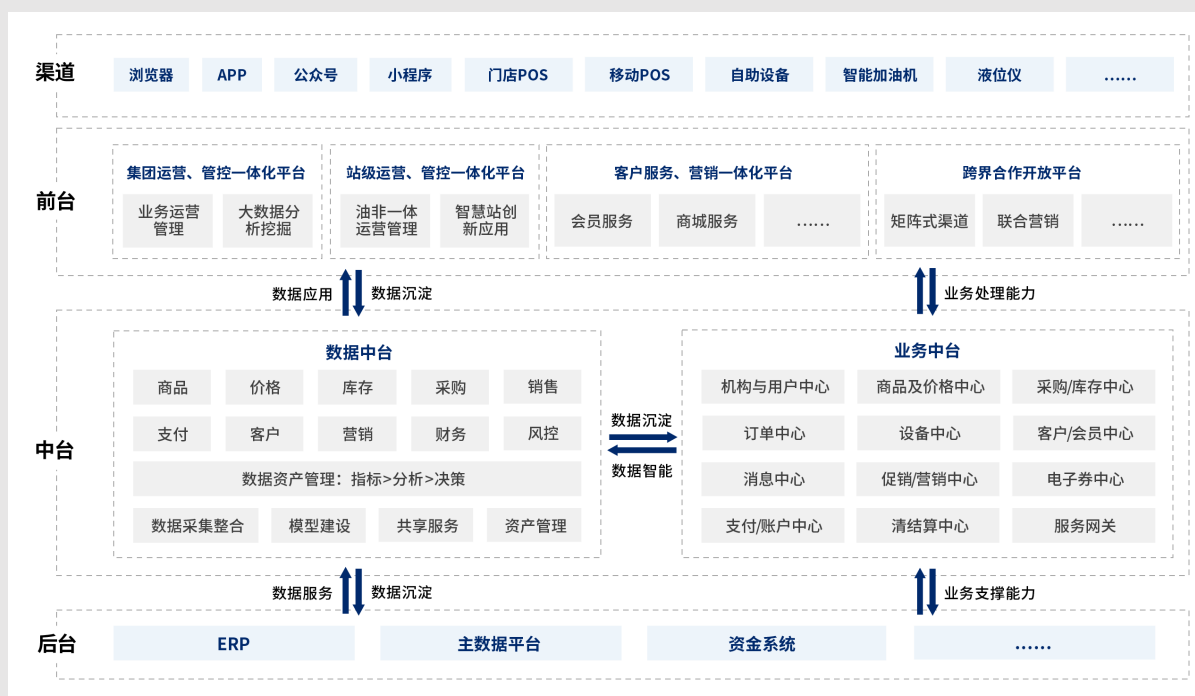 渠道
浏览器
APP
公众号
小程序
门店POS
移动POS
自助设备
智能加油机
液位仪
……
前台
集团运营、管控一体化平台
业务运营
管理
大数据分
析挖掘
站级运营、管控一体化平台
油非一体
运营管理
智慧站创
新应用
客户服务、营销一体化平台
会员服务
商城服务
……
跨界合作开放平台
矩阵式渠道
联合营销
……
数据应用
数据沉淀
业务处理能力
中台
数据中台
商品
价格
库存
采购
销售
支付
客户
营销
财务
风控
数据资产管理：指标>分析>决策
数据采集整合
模型建设
共享服务
资产管理
数据沉淀
数据智能
业务中台
机构与用户中心
商品及价格中心
采购/库存中心
订单中心
设备中心
客户/会员中心
消息中心
促销/营销中心
电子券中心
支付/账户中心
清结算中心
服务网关
数据服务
数据沉淀
业务支撑能力
后台
ERP
主数据平台
资金系统
……